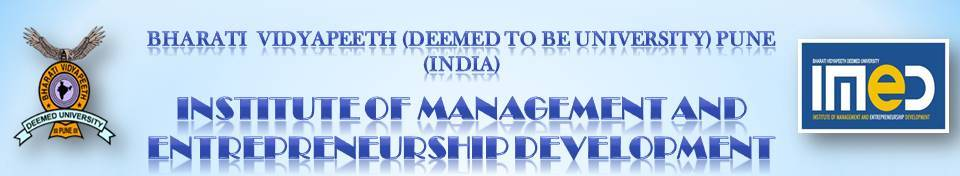 BHARATI VIDYAPEETH
DEEMED UNIVERSITY
PUNE
BHARATI VIDYAPEETH (DEEMED TO BE UNIVERSITY) PUNE
(INDIA)
INSTITUTE OF MANAGEMENT AND
ENTREPRENEURSHIP DEVELOPMENT
BHARATI VIDYAPEETH DEEMED UNIVERSITY
IMED
INSTITUTE OF MANAGEMENT AND ENTREPRENEURSHIP DEVELOPMENT